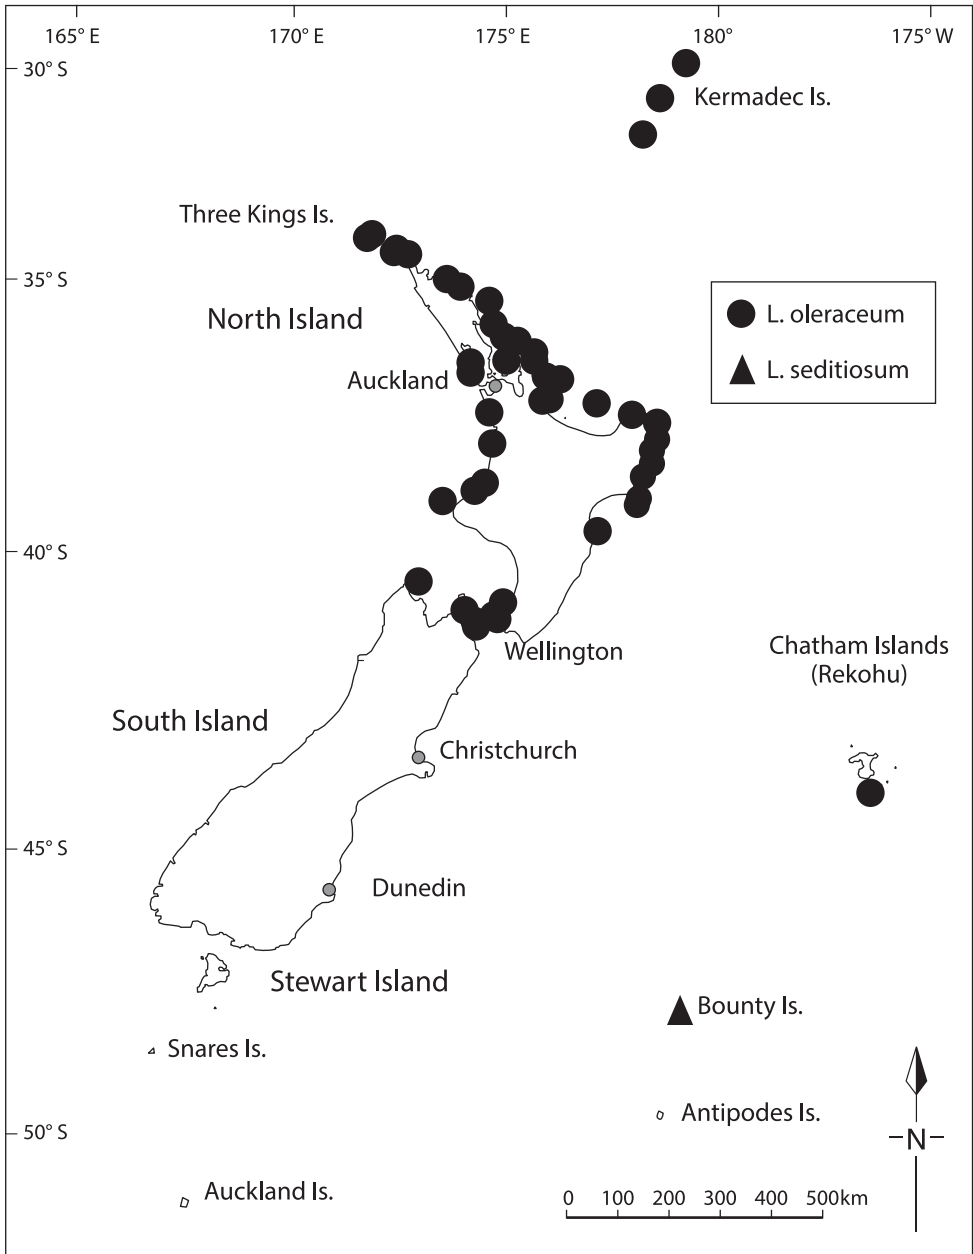 165° E
170° E
175° E
180°
175° W
30° S
Kermadec Is.
Three Kings Is.
35° S
North Island
L. oleraceum
Auckland
L. seditiosum
40° S
Wellington
Chatham Islands
(Rekohu)
South Island
Christchurch
45° S
Dunedin
Stewart Island
Bounty Is.
Snares Is.
Antipodes Is.
50° S
N
Auckland Is.
0 100 200 300 400 500km